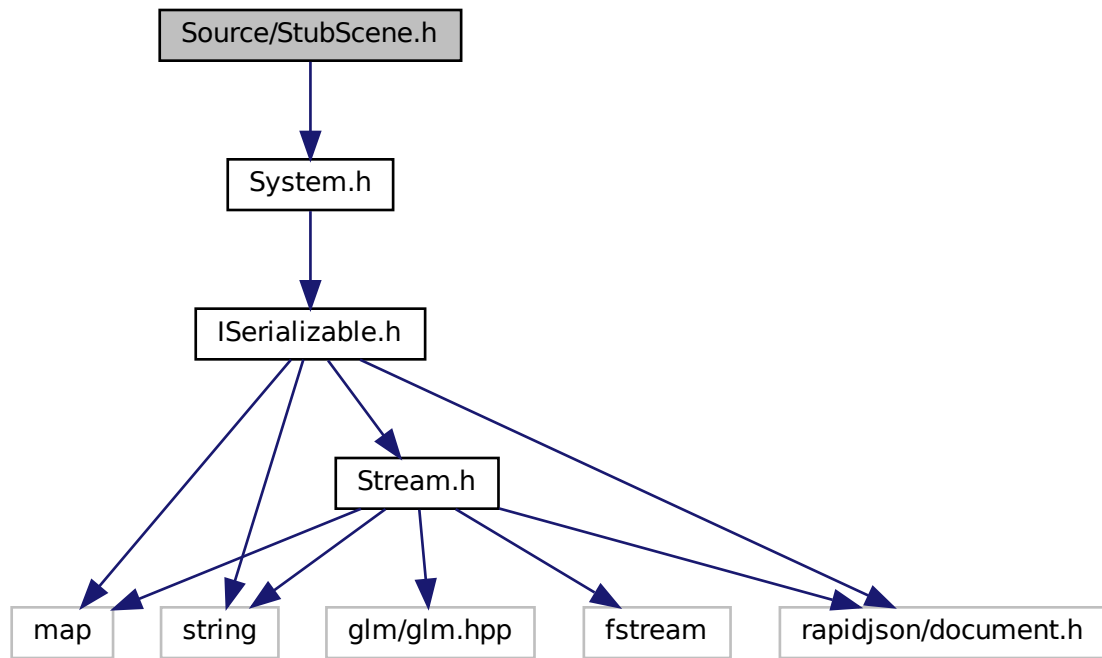 Source/StubScene.h
System.h
ISerializable.h
Stream.h
map
string
glm/glm.hpp
fstream
rapidjson/document.h